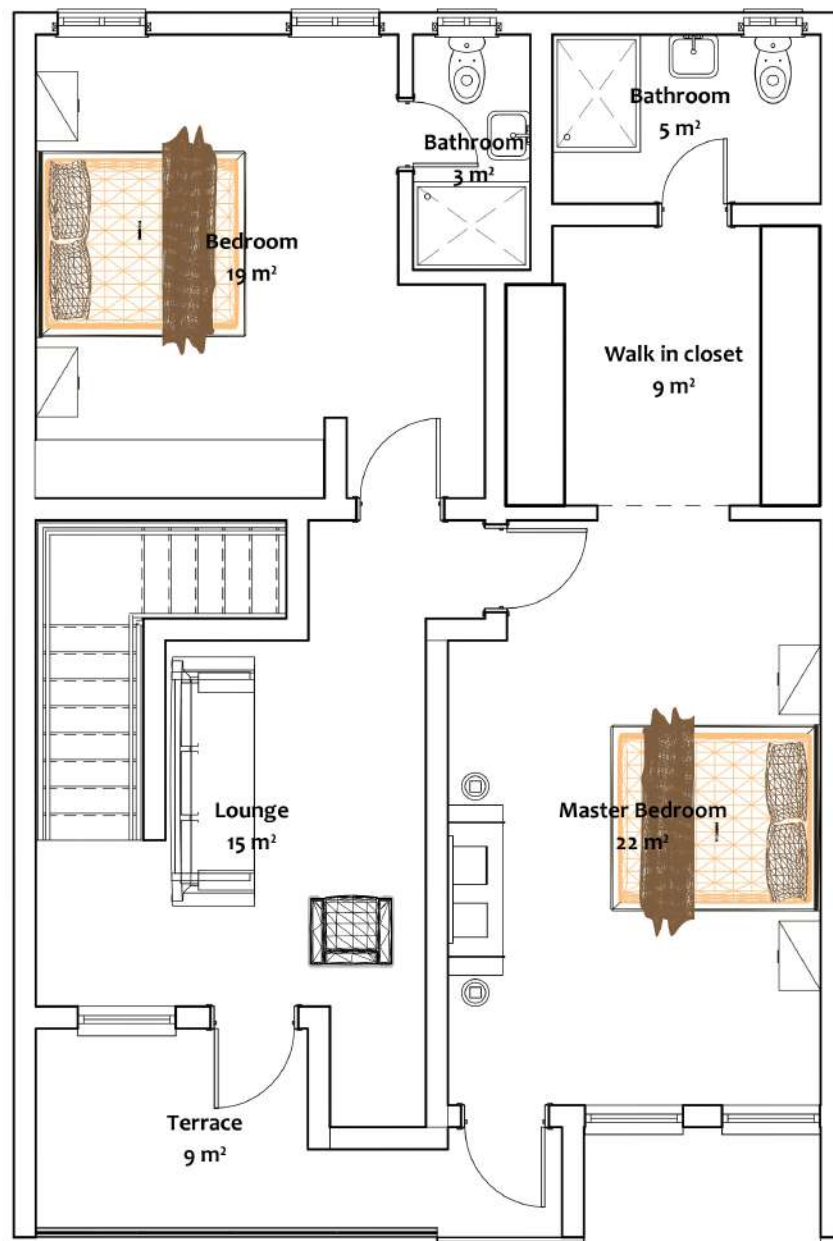 Bathroom
5 m²
Bathroom
3 m²
Bedroom
19 m²
Walk in closet
9 m²
Lounge
15 m²
Master Bedroom
22 m²
Terrace
9 m²